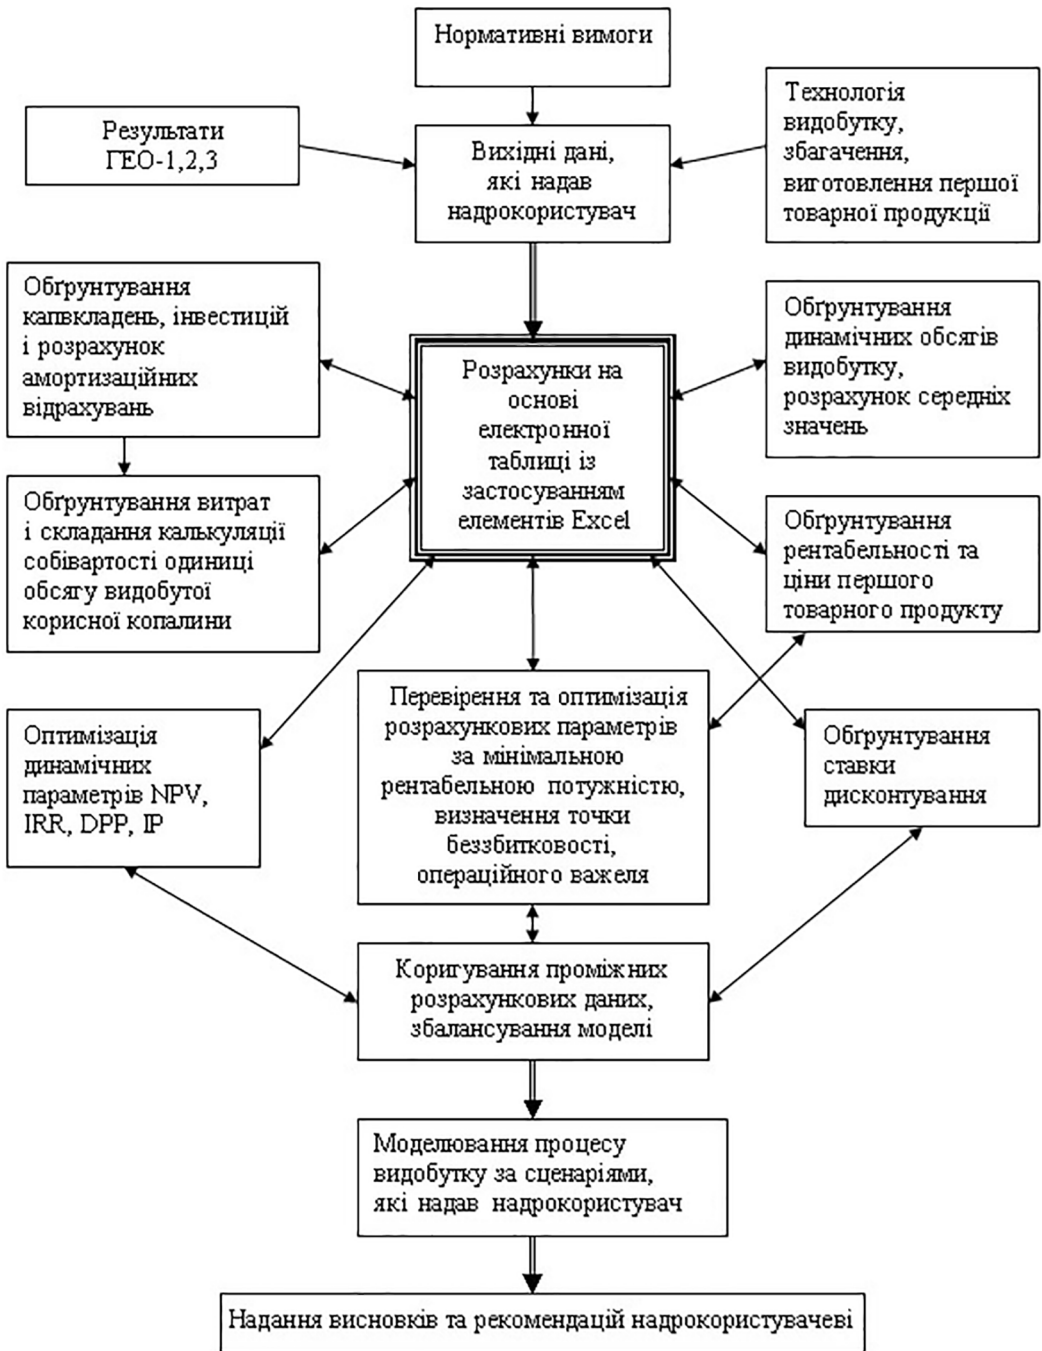 Нормативні вимоги
Результати
ГЕО-1,2,3
Вихідні дані,
які надав
надрокористувач
Технологія
видобутку,
збагачення,
виготовлення першої
товарної продукції
Обґрунтування
капвкладень, інвестицій
і розрахунок
амортизаційних
відрахувань
Розрахунки на
основі
електронної
таблиці із
застосуванням
елементів Excel
Обґрунтування
динамічних обсягів
видобутку,
розрахунок середніх
значень
Обґрунтування витрат
і складання калькуляції
собівартості одиниці
обсягу видобутої
корисної копалини
Обґрунтування
рентабельності та
ціни першого
товарного продукту
Оптимізація
динамічних
параметрів NPV,
IRR, DPP, IP
Перевірення та оптимізація
розрахункових параметрів
за мінімальною
рентабельною потужністю,
визначення точки
беззбитковості,
операційного важеля
Обґрунтування
ставки
дисконтування
Коригування проміжних
розрахункових даних,
збалансування моделі
Моделювання процесу
видобутку за сценаріями,
які надав надрокористувач
Надання висновків та рекомендацій надрокористувачеві